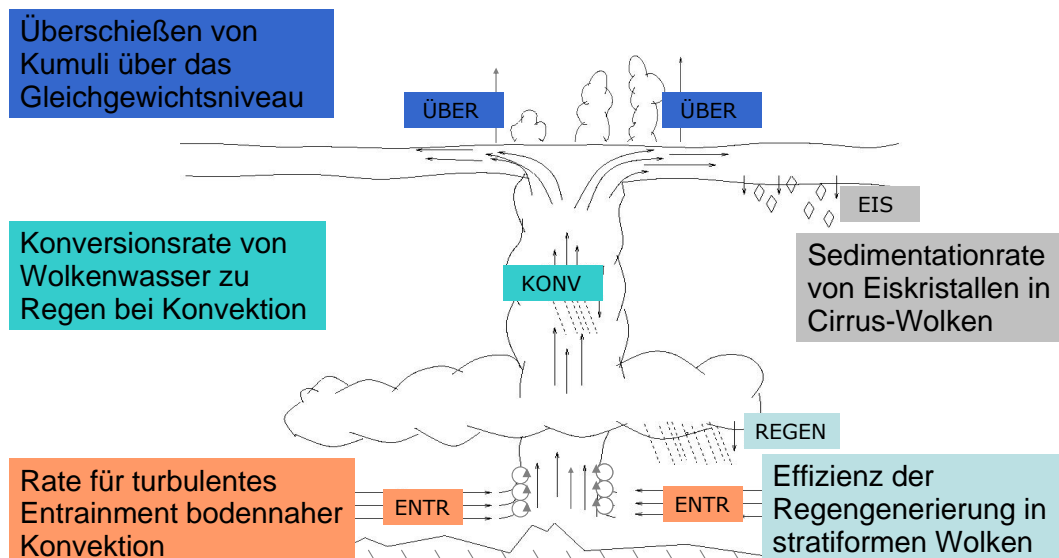 Überschießen von
Kumuli über das
Gleichgewichtsniveau
ÜBER
ÜBER
EIS
Konversionsrate von
Wolkenwasser zu
Regen bei Konvektion
KONV
Sedimentationrate
von Eiskristallen in
Cirrus-Wolken
REGEN
Rate für turbulentes
Entrainment bodennaher
Konvektion
ENTR
ENTR
Effizienz der
Regengenerierung in
stratiformen Wolken